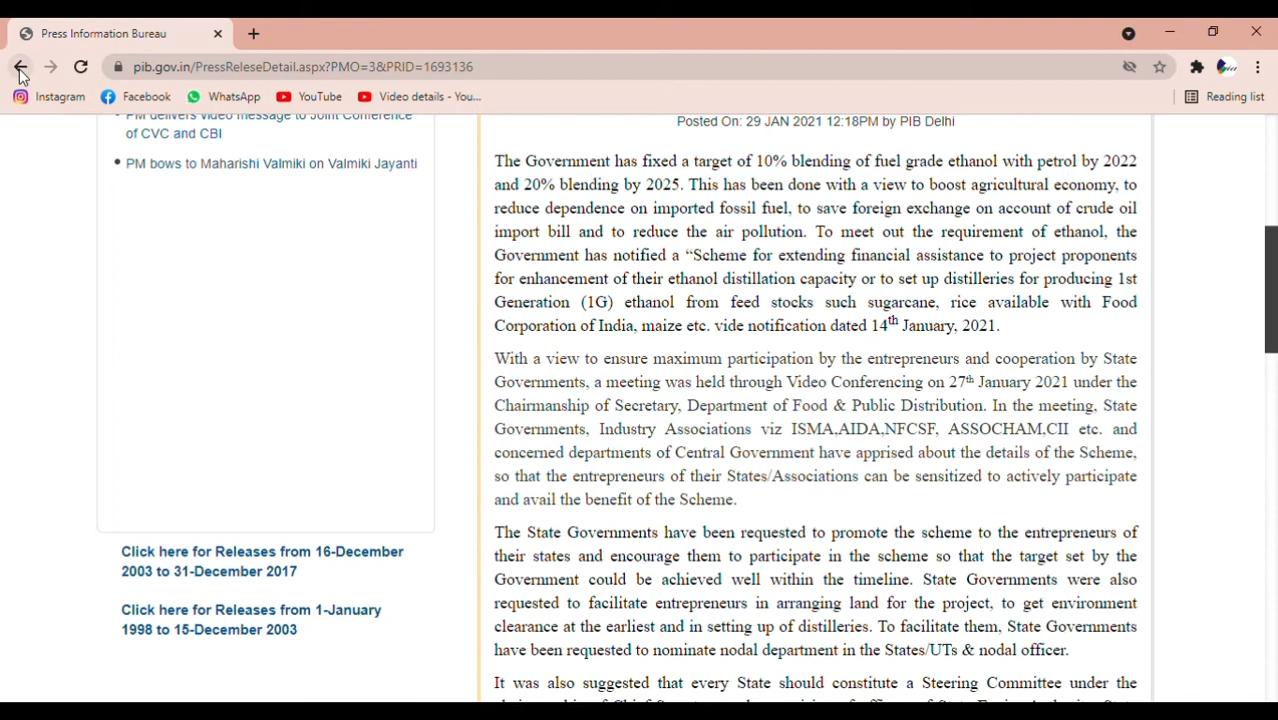 Press Information Bureau
pib.gov.in/PressReleseDetail.aspx?PMO=3&PRID=1693136
Instagram Facebook WhatsApp YouTube Video details - You... Reading list
PM delivers video message to Joint Conference
of CVC and CBI
PM bows to Maharishi Valmiki on Valmiki Jayanti
Click here for Releases from 16-December
2003 to 31-December 2017
Click here for Releases from 1-January
1998 to 15-December 2003
Posted On: 29 JAN 2021 12:18PM by PIB Delhi
The Government has fixed a target of 10% blending of fuel grade ethanol with petrol by 2022
and 20% blending by 2025. This has been done with a view to boost agricultural economy, to
reduce dependence on imported fossil fuel, to save foreign exchange on account of crude oil
import bill and to reduce the air pollution. To meet out the requirement of ethanol, the
Government has notified a “Scheme for extending financial assistance to project proponents
for enhancement of their ethanol distillation capacity or to set up distilleries for producing 1st
Generation (1G) ethanol from feed stocks such sugarcane, rice available with Food
Corporation of India, maize etc. vide notification dated 14th January, 2021.
With a view to ensure maximum participation by the entrepreneurs and cooperation by State
Governments, a meeting was held through Video Conferencing on 27th January 2021 under the
Chairmanship of Secretary, Department of Food & Public Distribution. In the meeting, State
Governments, Industry Associations viz ISMA,AIDA,NFCSF, ASSOCHAM,CII etc. and
concerned departments of Central Government have apprised about the details of the Scheme,
so that the entrepreneurs of their States/Associations can be sensitized to actively participate
and avail the benefit of the Scheme.
The State Governments have been requested to promote the scheme to the entrepreneurs of
their states and encourage them to participate in the scheme so that the target set by the
Government could be achieved well within the timeline. State Governments were also
requested to facilitate entrepreneurs in arranging land for the project, to get environment
clearance at the earliest and in setting up of distilleries. To facilitate them, State Governments
have been requested to nominate nodal department in the States/UTs & nodal officer.
It was also suggested that every State should constitute a Steering Committee under the